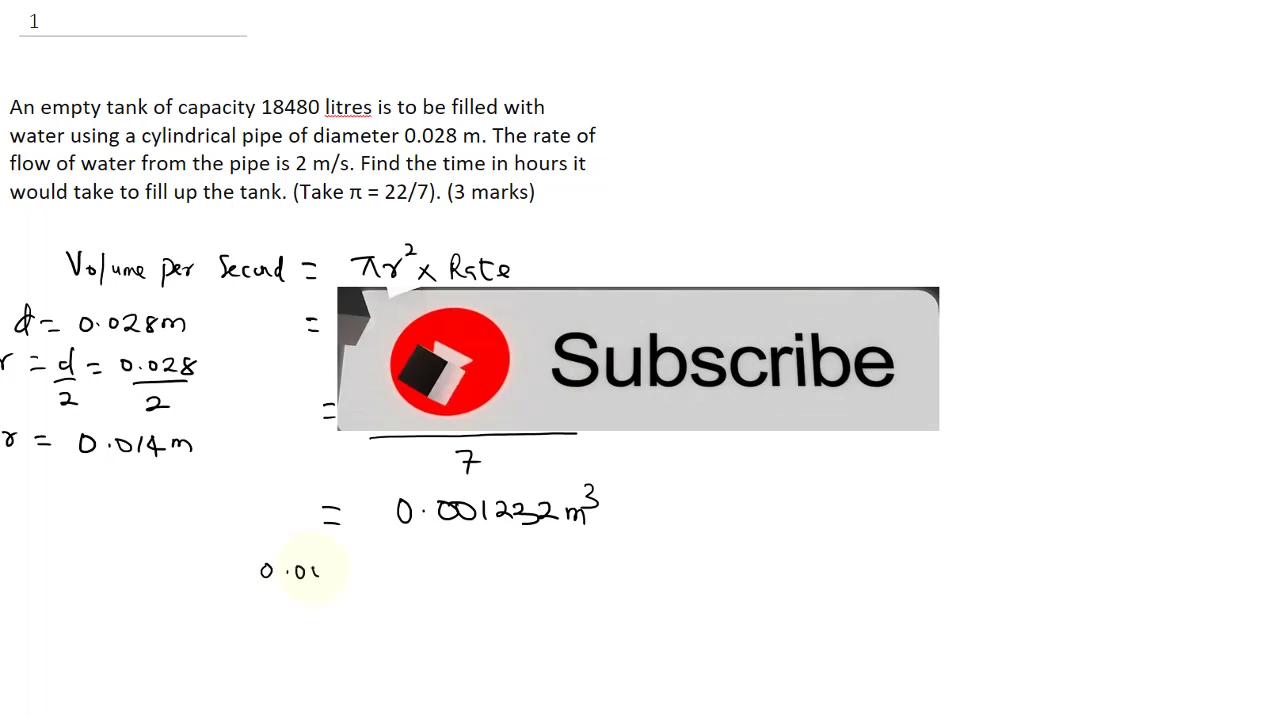 1
An empty tank of capacity 18480 litres is to be filled with
water using a cylindrical pipe of diameter 0.028 m. The rate of
flow of water from the pipe is 2 m/s. Find the time in hours it
would take to fill up the tank. (Take π = 22/7). (3 marks)
Volume per Second = πr² × Rate
d = 0.028m =
r = d/2 = 0.028/2
=
7
r = 0.014m
= 0.001232m³
0.00
Subscribe